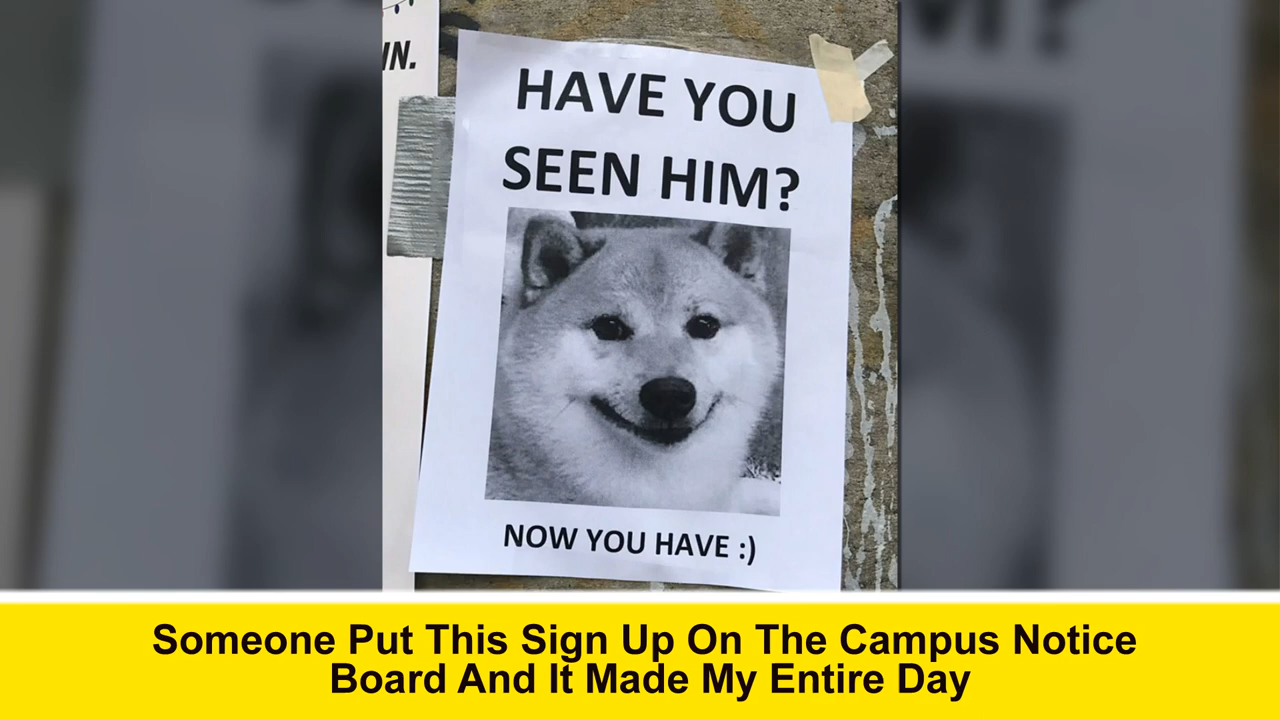 IN.
HAVE YOU
SEEN HIM?
NOW YOU HAVE :)
Someone Put This Sign Up On The Campus Notice
Board And It Made My Entire Day